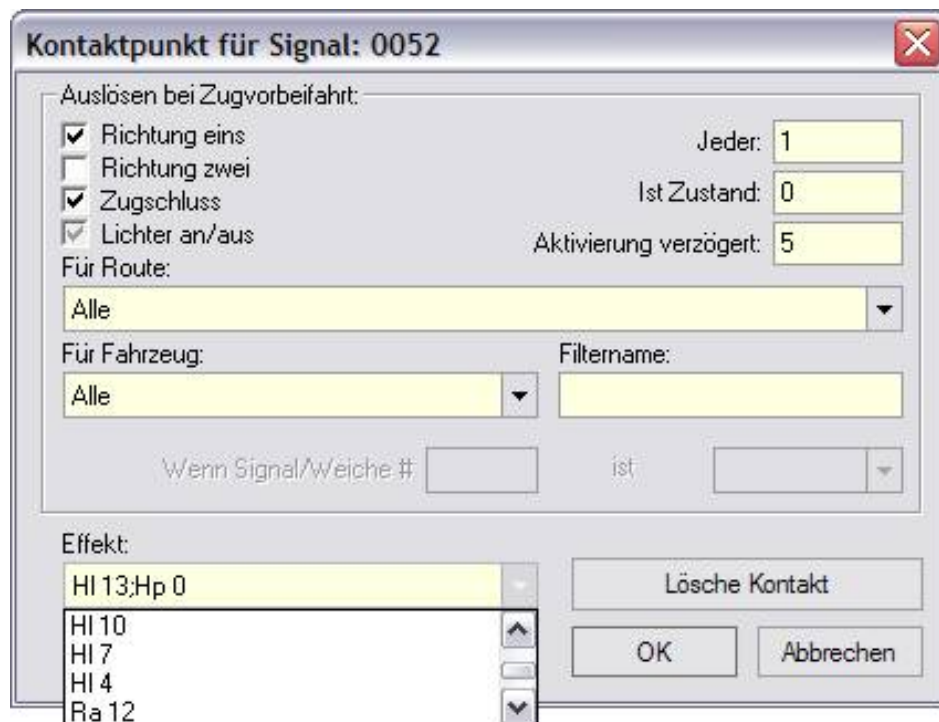 Kontaktpunkt für Signal: 0052
Auslösen bei Zugvorbeifahrt:
Richtung eins
Jeder: 1
Richtung zwei
Zugschluss
Ist Zustand: 0
Lichter an/aus
Aktivierung verzögert: 5
Für Route:
Alle
Für Fahrzeug:
Filtername:
Alle
Wenn Signal/Weiche # ist
Effekt:
Hl 13;Hp 0
Lösche Kontakt
Hl 10
Hl 7
OK
Abbrechen
Hl 4
Ra 12